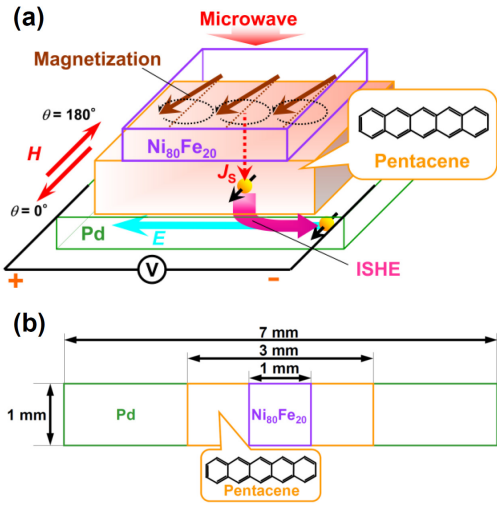 (a)
Microwave
Magnetization
θ = 180°
H
θ = 0°
Ni80Fe20
JS
Pentacene
Pd
E
ISHE
+
V
−
(b)
7 mm
3 mm
1 mm
1 mm
Pd
Ni80Fe20
Pentacene